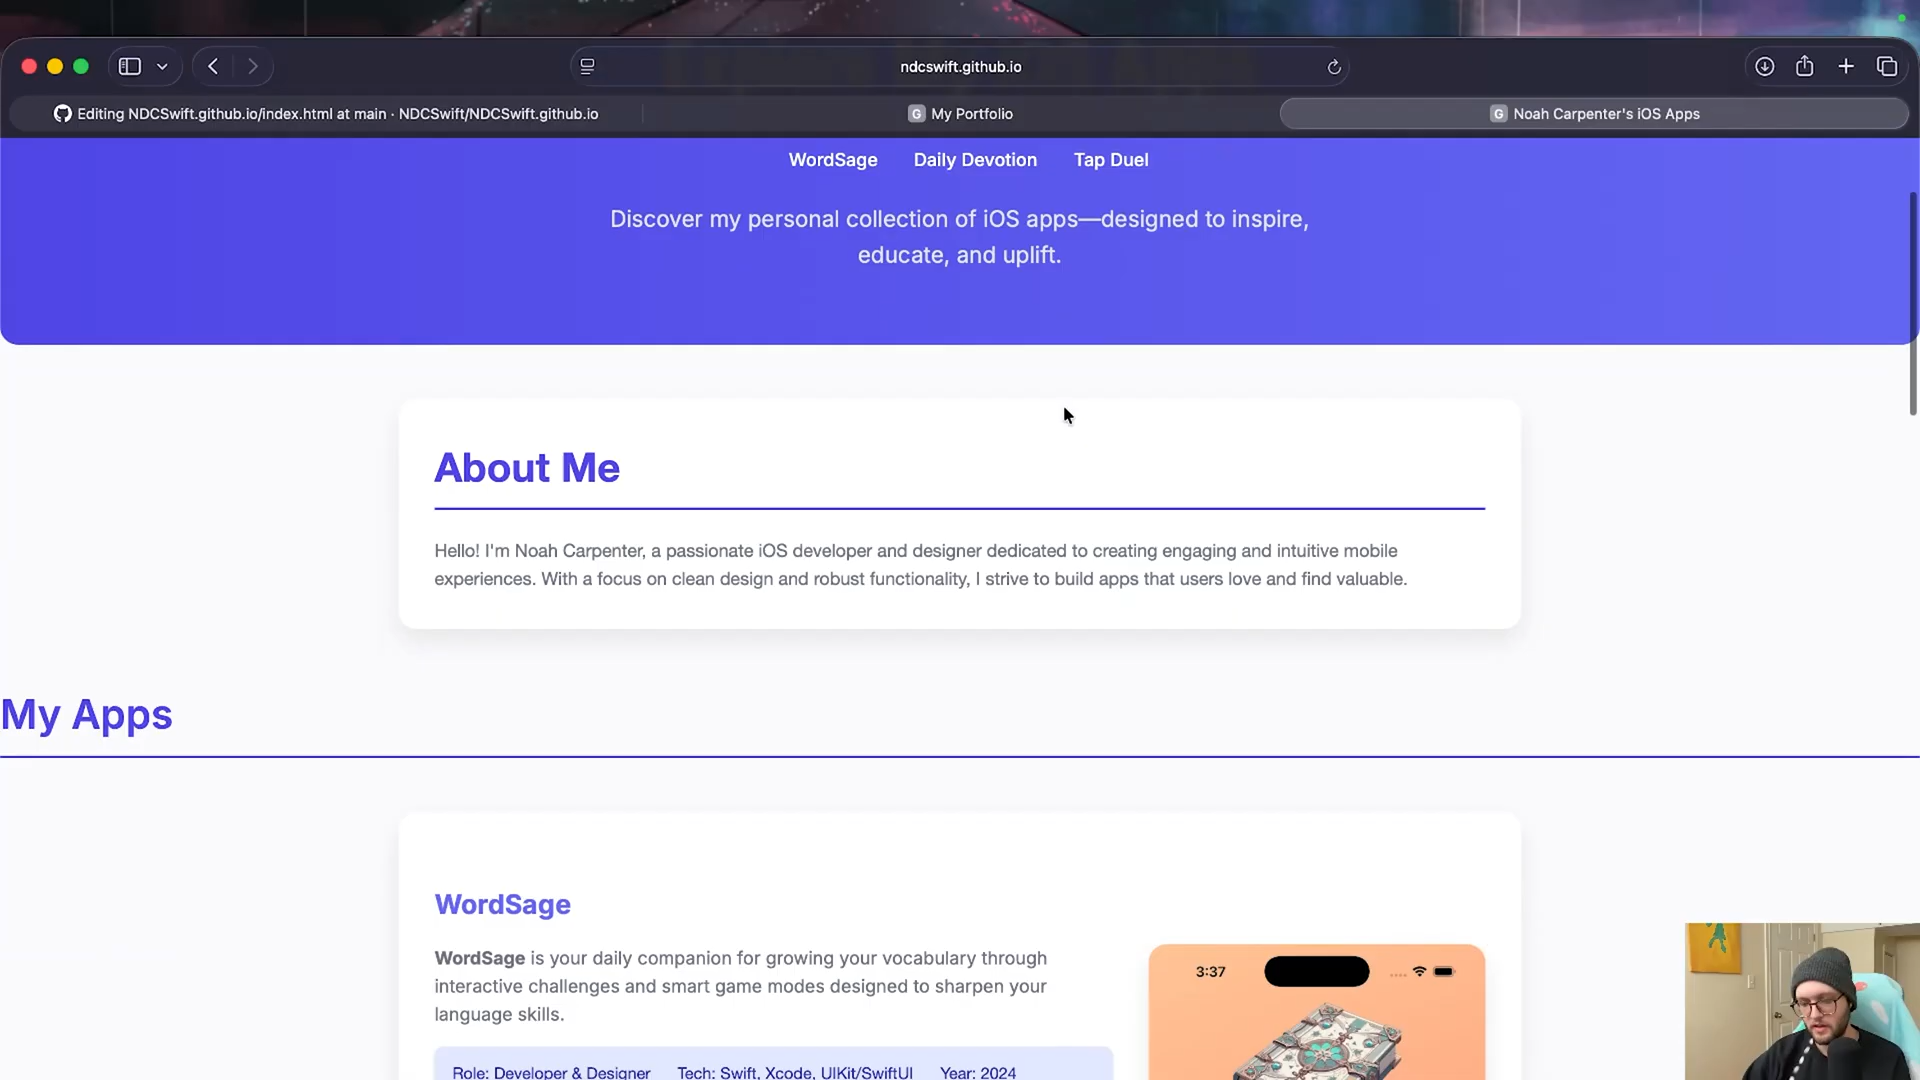 ndcswift.github.io
Editing NDCSwift.github.io/index.html at main · NDCSwift/NDCSwift.github.io
G My Portfolio
G Noah Carpenter's iOS Apps
WordSage Daily Devotion Tap Duel
Discover my personal collection of iOS apps—designed to inspire,
educate, and uplift.
About Me
Hello! I'm Noah Carpenter, a passionate iOS developer and designer dedicated to creating engaging and intuitive mobile
experiences. With a focus on clean design and robust functionality, I strive to build apps that users love and find valuable.
My Apps
WordSage
WordSage is your daily companion for growing your vocabulary through
interactive challenges and smart game modes designed to sharpen your
language skills.
3:37
Role: Developer & Designer Tech: Swift, Xcode, UIKit/SwiftUI Year: 2024